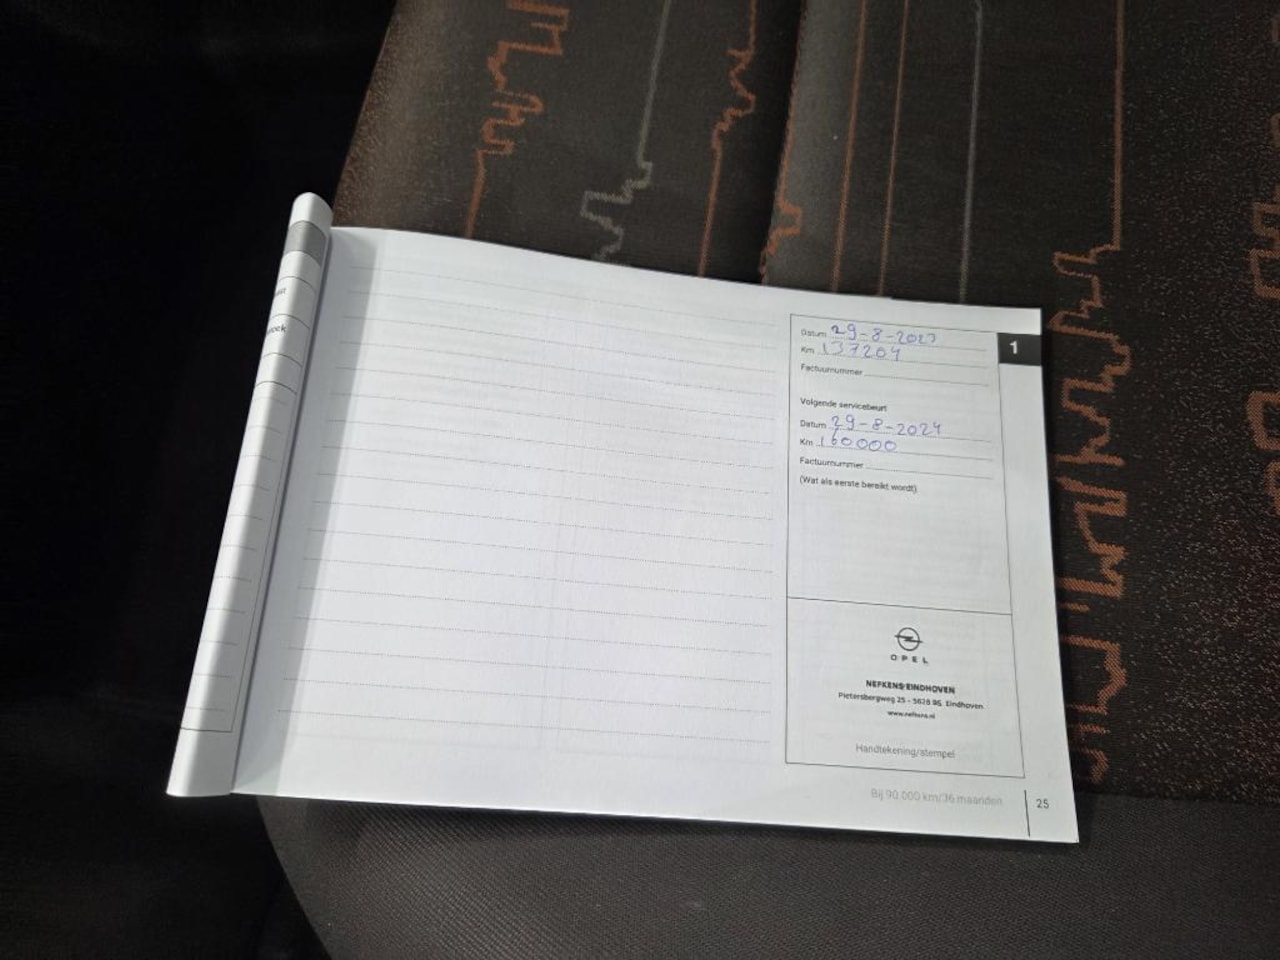 Datum 29-8-2023
Km 137204
Factuurnummer
Volgende servicebeurt
Datum 29-8-2024
Km 160000
Factuurnummer
(Wat als eerste bereikt wordt)
1
OPEL
NEFKENS EINDHOVEN
Pietersbergweg 25 - 5628 BS Eindhoven
www.nefkens.nl
Handtekening/stempel
Bij 90.000 km/36 maanden
25